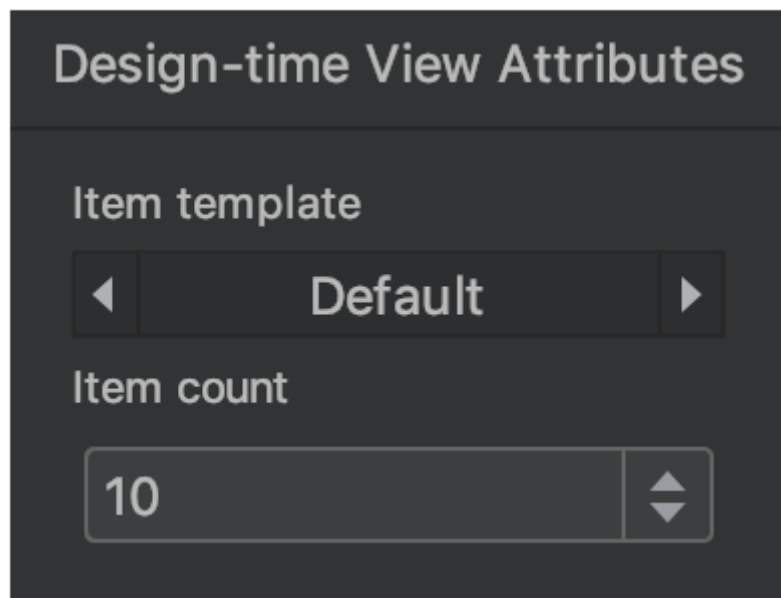 Design-time View Attributes
Item template
Default
Item count
10